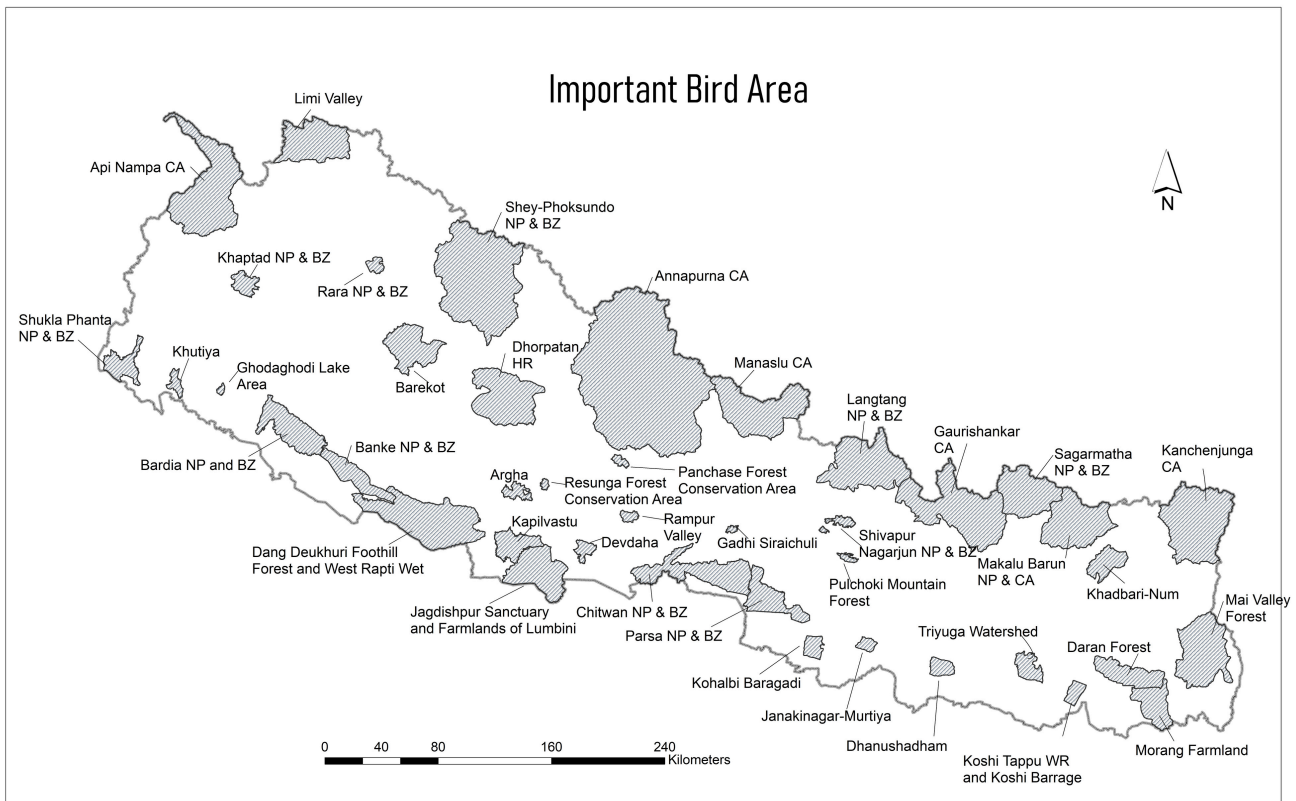 Important Bird Area
Limi Valley
Api Nampa CA
N
Shey-Phoksundo
NP & BZ
Khaptad NP & BZ
Rara NP & BZ
Annapurna CA
Shukla Phanta
NP & BZ
Khutiya
Ghodaghodi Lake
Area
Barekot
Dhorpatan
HR
Manaslu CA
Langtang
NP & BZ
Gaurishankar
CA
Sagarmatha
NP & BZ
Kanchenjunga
CA
Bardia NP and BZ
Banke NP & BZ
Argha
Resunga Forest
Conservation Area
Panchase Forest
Conservation Area
Kapilvastu
Devdaha
Rampur
Valley
Gadhi Siraichuli
Shivapur
Nagarjun NP & BZ
Makalu Barun
NP & CA
Khadbari-Num
Dang Deukhuri Foothill
Forest and West Rapti Wet
Pulchoki Mountain
Forest
Jagdishpur Sanctuary
and Farmlands of Lumbini
Chitwan NP & BZ
Parsa NP & BZ
Mai Valley
Forest
Triyuga Watershed
Daran Forest
Kohalbi Baragadi
Janakinagar-Murtiya
Dhanushadham
Koshi Tappu WR
and Koshi Barrage
Morang Farmland
0 40 80 160 240
Kilometers